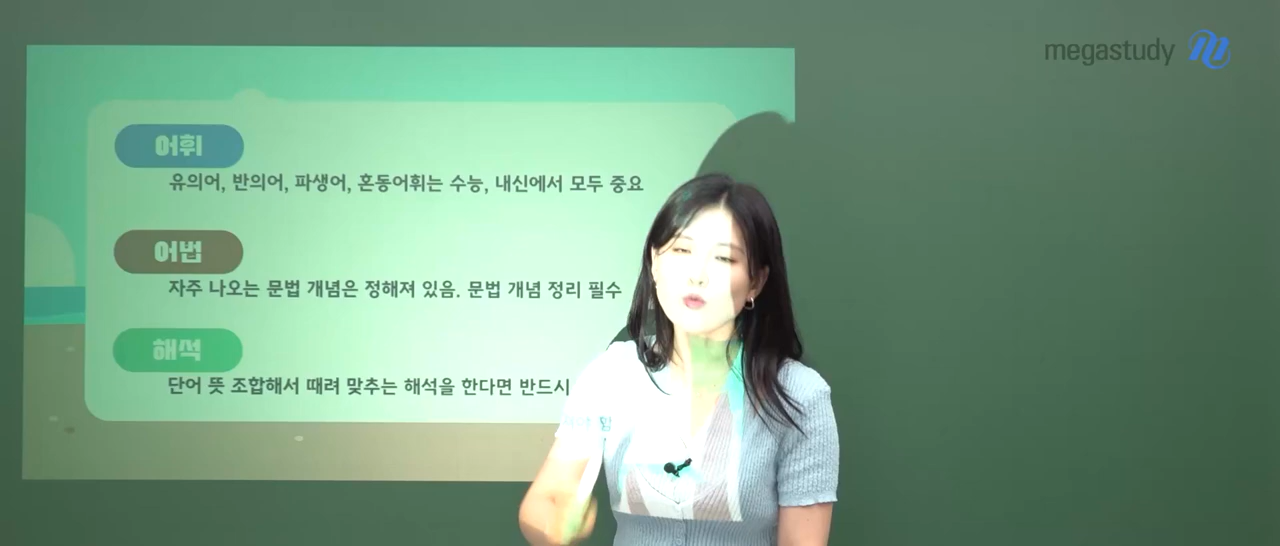 megastudy
어휘
유의어, 반의어, 파생어, 혼동어휘는 수능, 내신에서 모두 중요
어법
자주 나오는 문법 개념은 정해져 있음. 문법 개념 정리 필수
해석
단어 뜻 조합해서 때려 맞추는 해석을 한다면 반드시